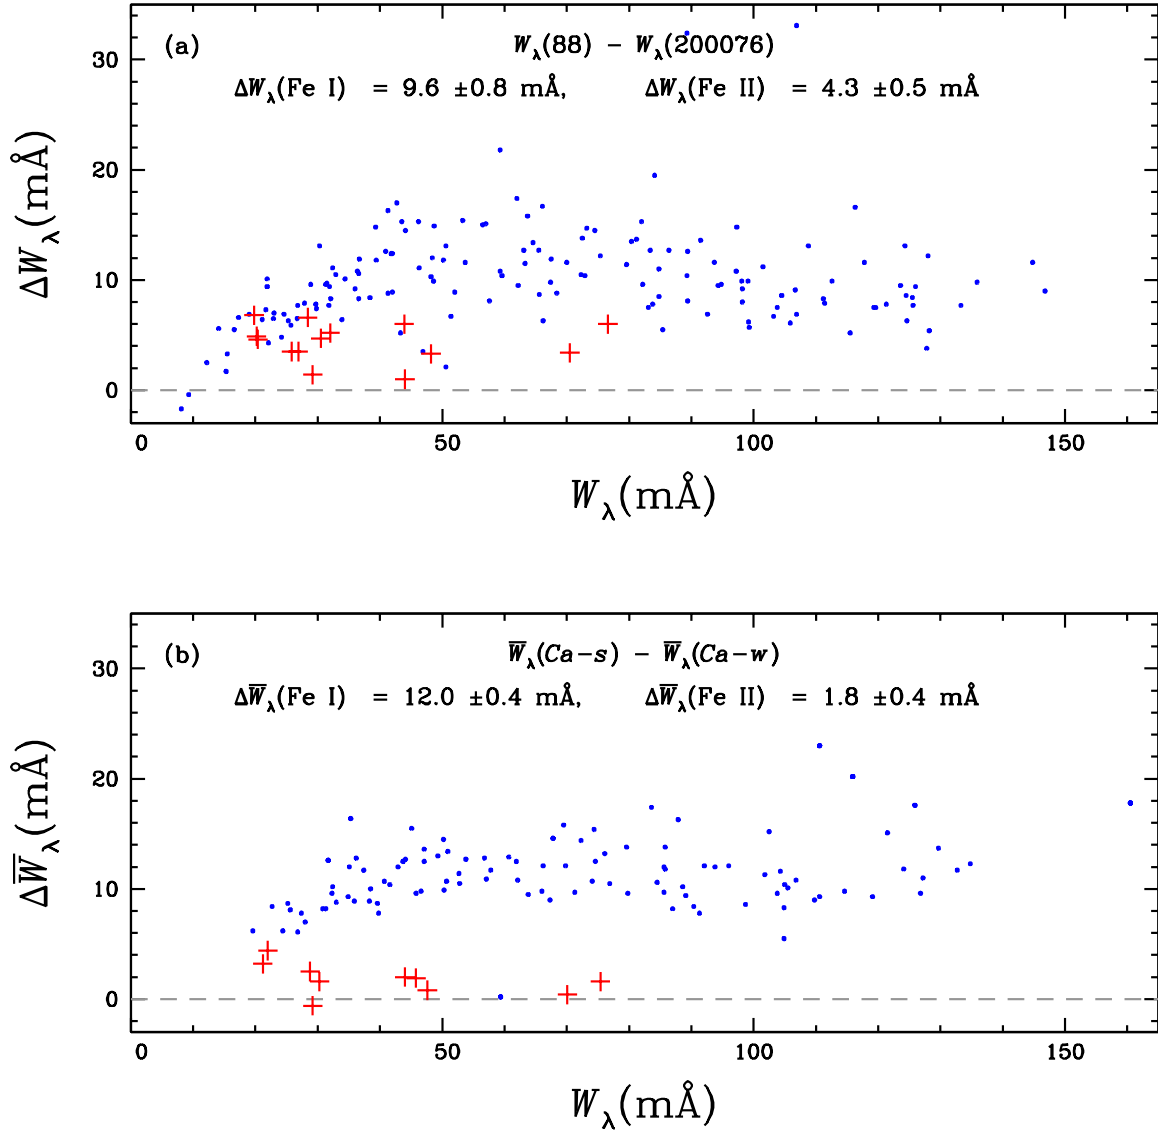 (a) W_λ(88) − W_λ(200076)
ΔW_λ(Fe I) = 9.6 ±0.8 mÅ, ΔW_λ(Fe II) = 4.3 ±0.5 mÅ
30
20
10
0
ΔW_λ(mÅ)
0 50 100 150
W_λ(mÅ)
(b) W̅_λ(Ca−s) − W̅_λ(Ca−w)
ΔW̅_λ(Fe I) = 12.0 ±0.4 mÅ, ΔW̅_λ(Fe II) = 1.8 ±0.4 mÅ
30
20
10
0
ΔW̅_λ(mÅ)
0 50 100 150
W_λ(mÅ)